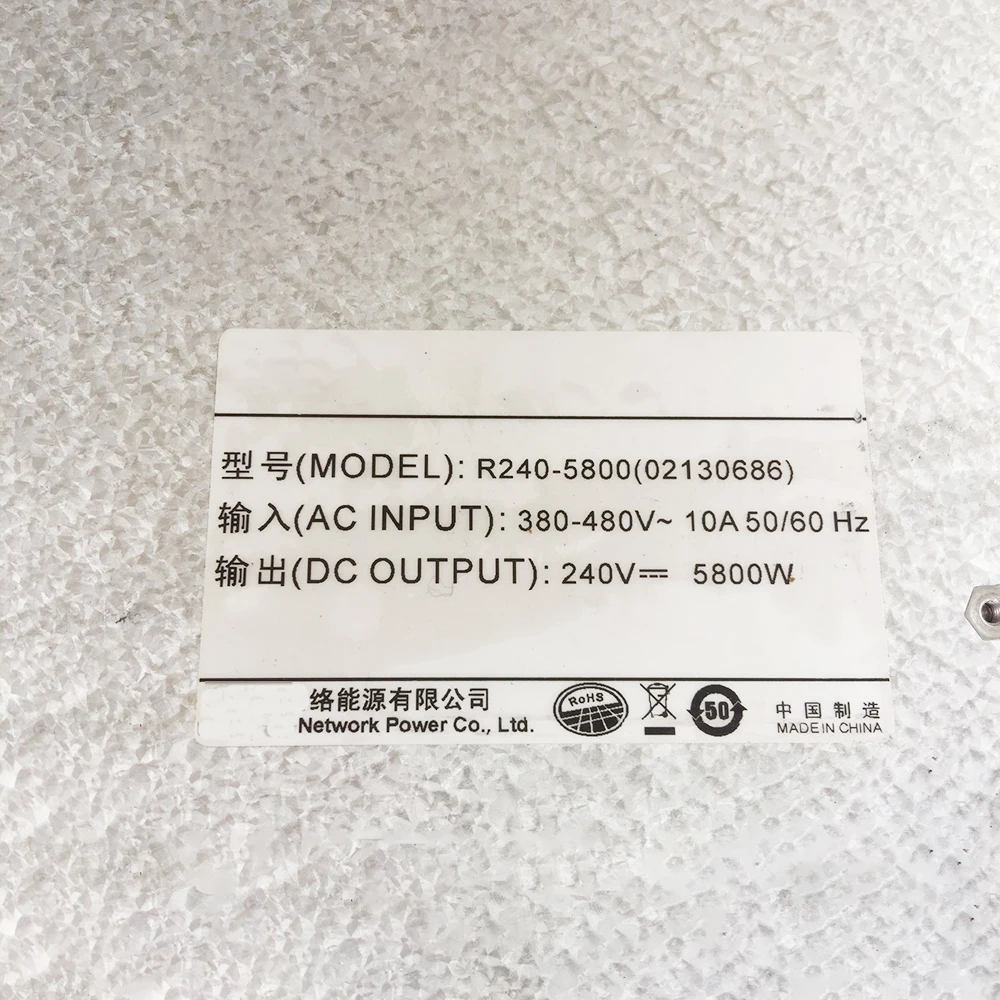 型号(MODEL): R240-5800(02130686)
输入(AC INPUT): 380-480V~ 10A 50/60 Hz
输出(DC OUTPUT): 240V⎓ 5800W
络能源有限公司
Network Power Co., Ltd.
RoHS
50
中国制造
MADE IN CHINA